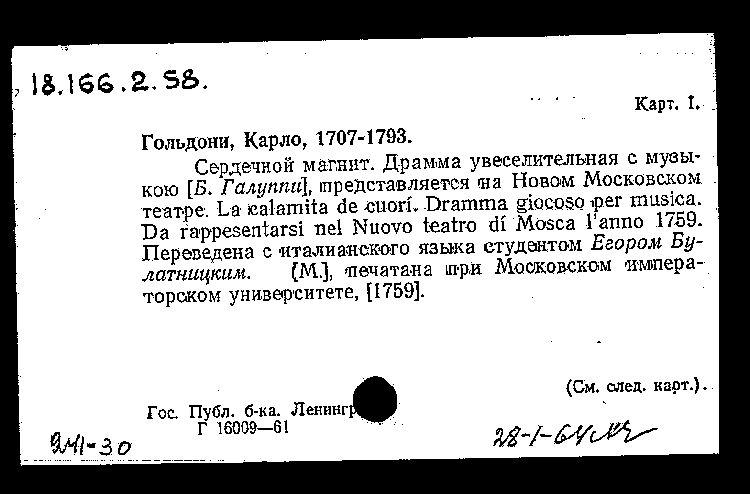 18.166.2.58.
Карт. 1.
Гольдони, Карло, 1707-1793.
Сердечной магнит. Драмма увеселительная с музы-
кою [Б. Галуппи], представляется на Новом Московском
театре. La calamita de cuori. Dramma giocoso per musica.
Da rappesentarsi nel Nuovo teatro di Mosca l'anno 1759.
Переведена с италианского языка студентом Егором Бу-
латницким. [М.], печатана при Московском импера-
торском университете, [1759].
(См. след. карт.).
Гос. Публ. б-ка. Ленингр
Г 16009—61
241-30
28-1-64